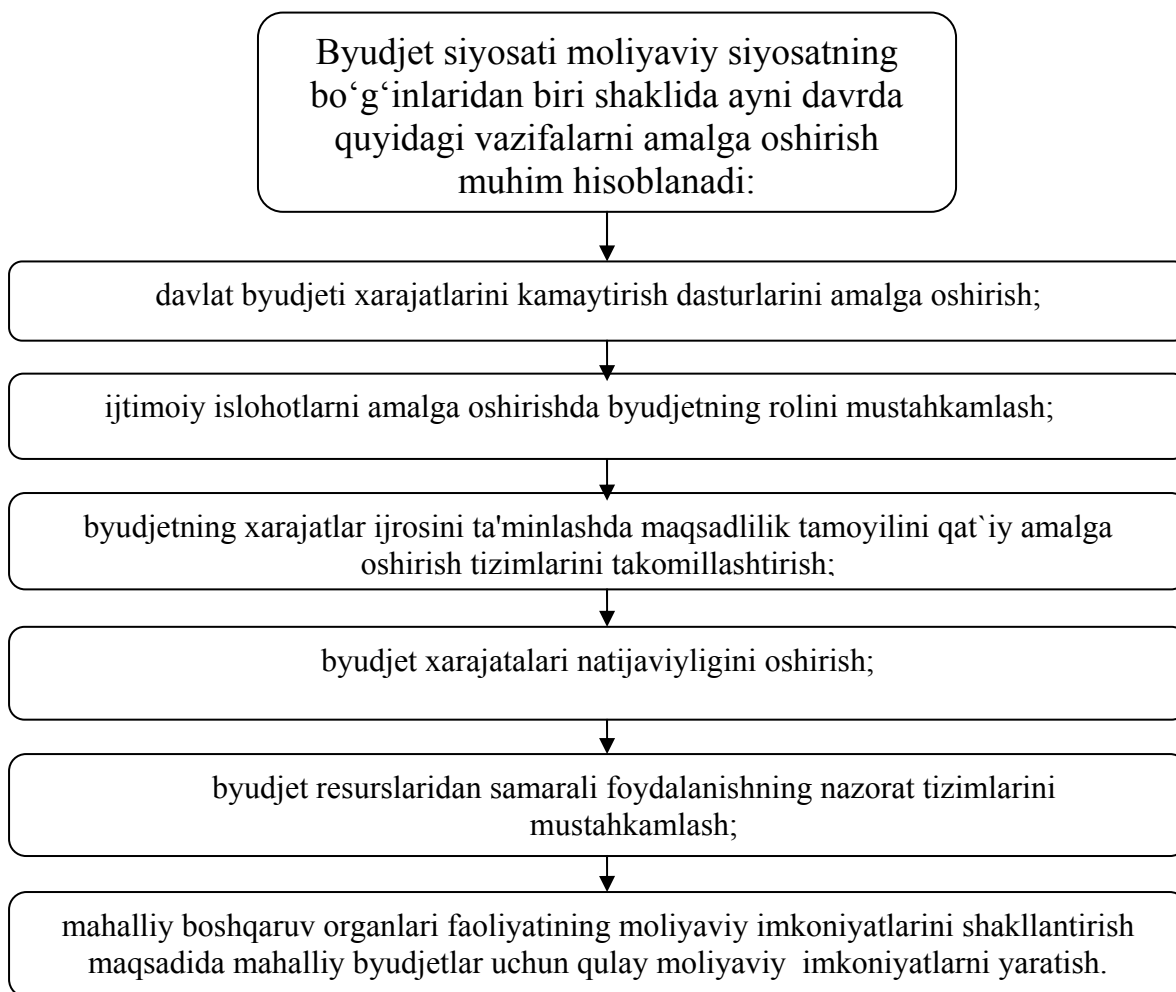 Byudjet siyosati moliyaviy siyosatning
bo‘g‘inlaridan biri shaklida ayni davrda
quyidagi vazifalarni amalga oshirish
muhim hisoblanadi:
davlat byudjeti xarajatlarini kamaytirish dasturlarini amalga oshirish;
ijtimoiy islohotlarni amalga oshirishda byudjetning rolini mustahkamlash;
byudjetning xarajatlar ijrosini ta'minlashda maqsadlilik tamoyilini qat`iy amalga
oshirish tizimlarini takomillashtirish;
byudjet xarajatalari natijaviyligini oshirish;
byudjet resurslaridan samarali foydalanishning nazorat tizimlarini
mustahkamlash;
mahalliy boshqaruv organlari faoliyatining moliyaviy imkoniyatlarini shakllantirish
maqsadida mahalliy byudjetlar uchun qulay moliyaviy imkoniyatlarni yaratish.